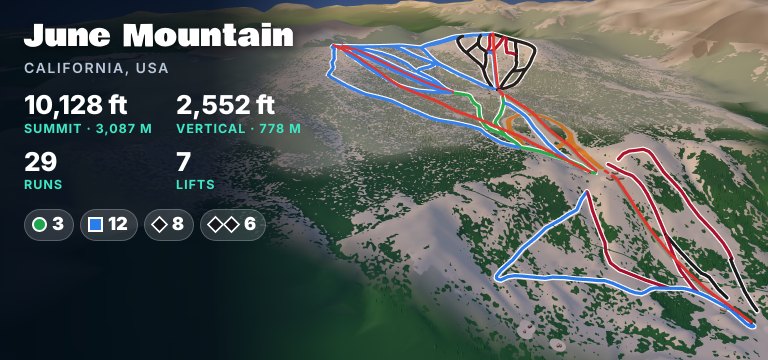 June Mountain
CALIFORNIA, USA
10,128 ft
SUMMIT · 3,087 M
2,552 ft
VERTICAL · 778 M
29
RUNS
7
LIFTS
3
12
8
6